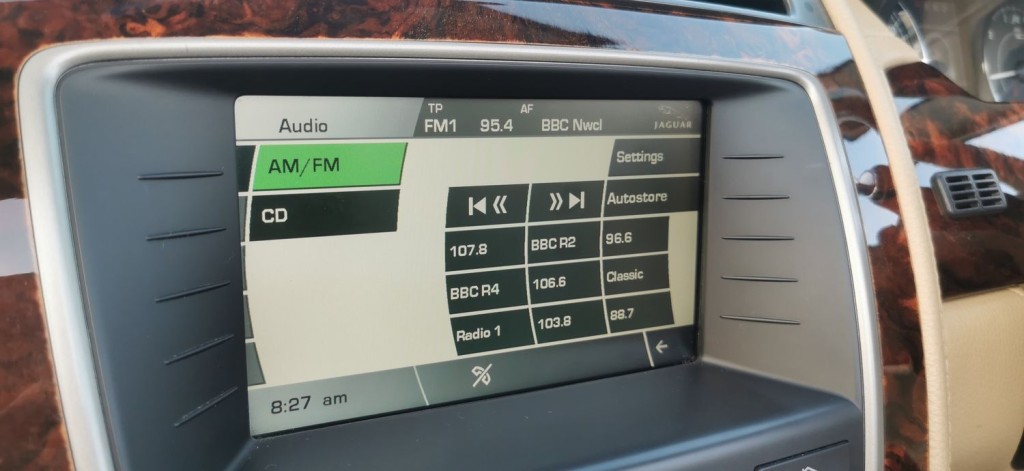 TP AF
Audio FM1 95.4 BBC Nwcl JAGUAR
AM/FM
Settings
CD
Autostore
107.8 BBC R2 96.6
BBC R4 106.6 Classic
Radio 1 103.8 88.7
8:27 am